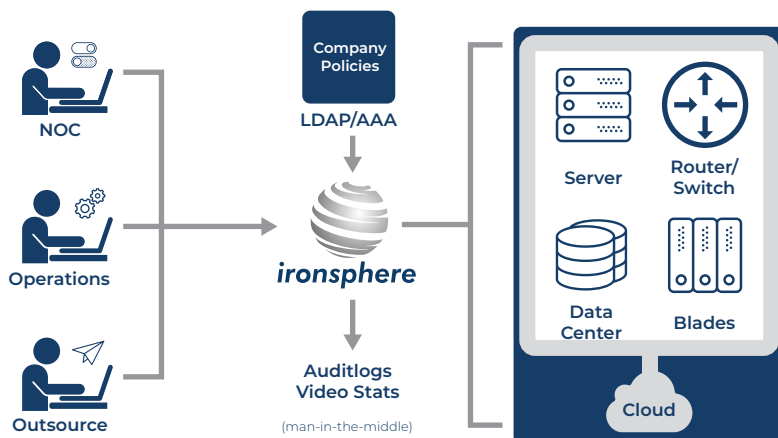 NOC
Operations
Outsource
Company
Policies
LDAP/AAA
ironsphere
Auditlogs
Video Stats
(man-in-the-middle)
Server
Router/
Switch
Data
Center
Blades
Cloud